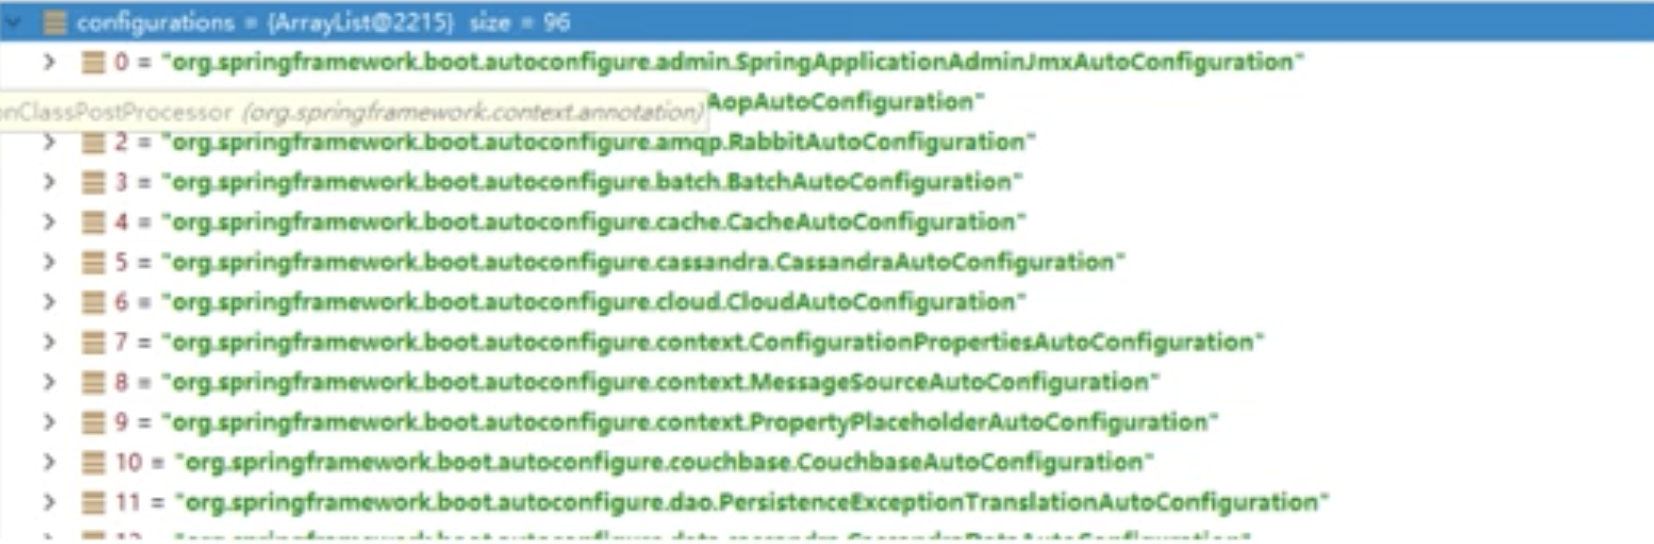 configurations = {ArrayList@2215} size = 96
0 = "org.springframework.boot.autoconfigure.admin.SpringApplicationAdminJmxAutoConfiguration"
AopAutoConfiguration"
nClassPostProcessor (org.springframework.context.annotation)
2 = "org.springframework.boot.autoconfigure.amqp.RabbitAutoConfiguration"
3 = "org.springframework.boot.autoconfigure.batch.BatchAutoConfiguration"
4 = "org.springframework.boot.autoconfigure.cache.CacheAutoConfiguration"
5 = "org.springframework.boot.autoconfigure.cassandra.CassandraAutoConfiguration"
6 = "org.springframework.boot.autoconfigure.cloud.CloudAutoConfiguration"
7 = "org.springframework.boot.autoconfigure.context.ConfigurationPropertiesAutoConfiguration"
8 = "org.springframework.boot.autoconfigure.context.MessageSourceAutoConfiguration"
9 = "org.springframework.boot.autoconfigure.context.PropertyPlaceholderAutoConfiguration"
10 = "org.springframework.boot.autoconfigure.couchbase.CouchbaseAutoConfiguration"
11 = "org.springframework.boot.autoconfigure.dao.PersistenceExceptionTranslationAutoConfiguration"